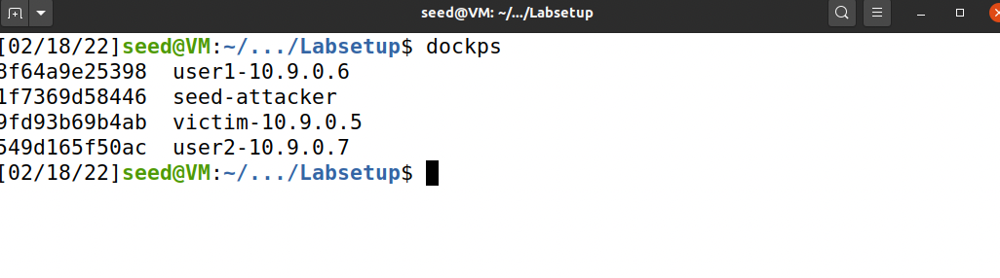 seed@VM: ~/.../Labsetup
[02/18/22]seed@VM:~/.../Labsetup$ dockps
8f64a9e25398  user1-10.9.0.6
1f7369d58446  seed-attacker
9fd93b69b4ab  victim-10.9.0.5
549d165f50ac  user2-10.9.0.7
[02/18/22]seed@VM:~/.../Labsetup$